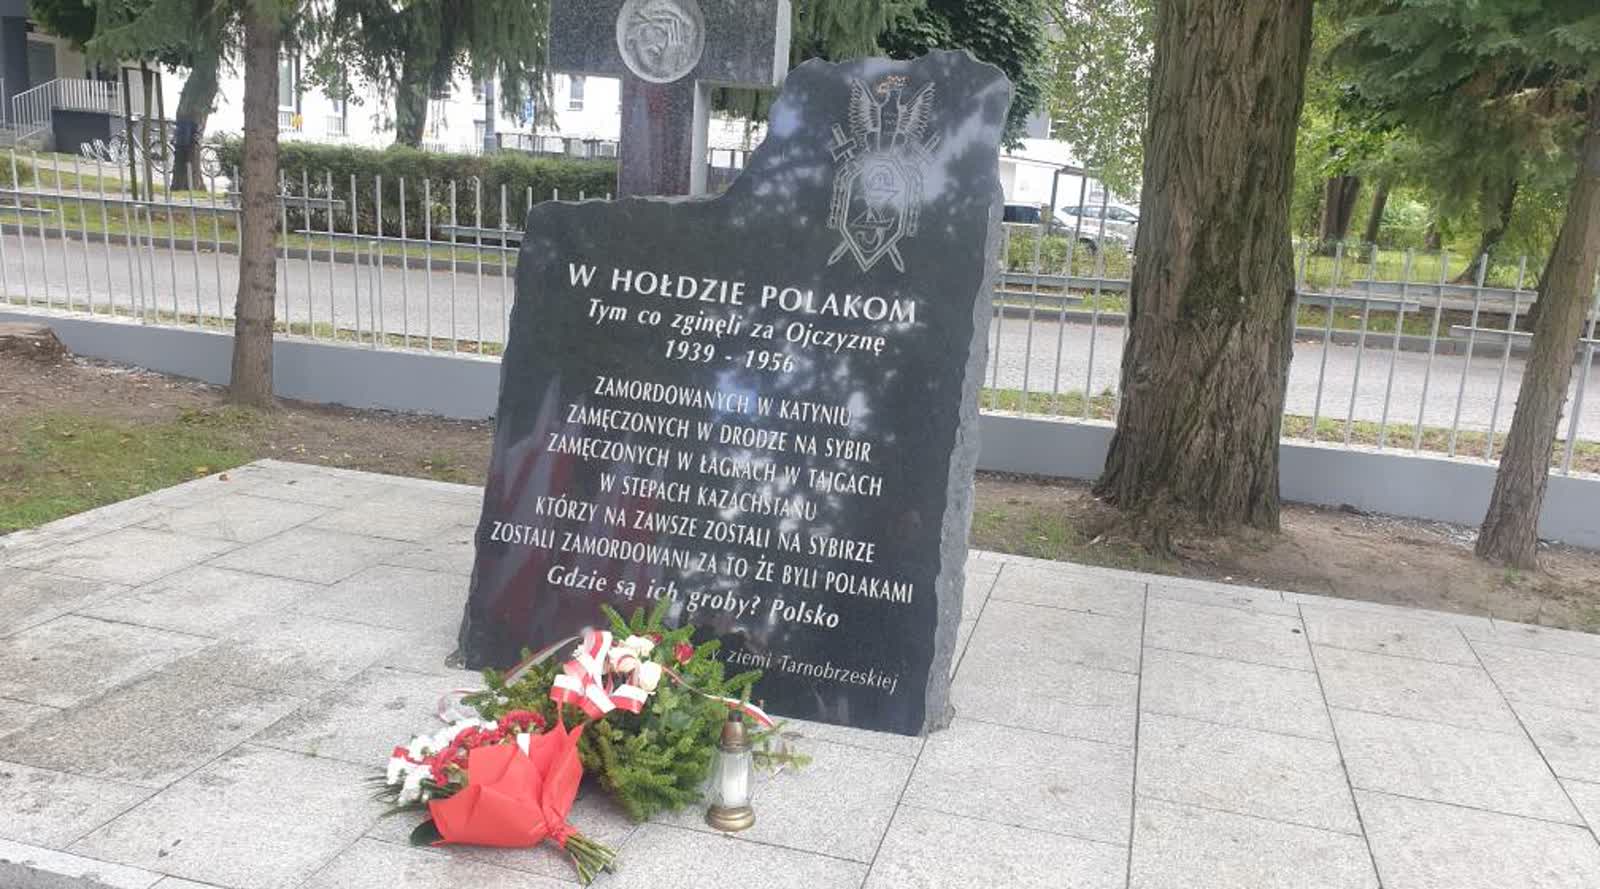 W HOŁDZIE POLAKOM
Tym co zginęli za Ojczyznę
1939 - 1956
ZAMORDOWANYCH W KATYNIU
ZAMĘCZONYCH W DRODZE NA SYBIR
ZAMĘCZONYCH W ŁAGRACH W TAJGACH
W STEPACH KAZACHSTANU
KTÓRZY NA ZAWSZE ZOSTALI NA SYBIRZE
ZOSTALI ZAMORDOWANI ZA TO ŻE BYLI POLAKAMI
Gdzie są ich groby? Polsko
ziemi Tarnobrzeskiej